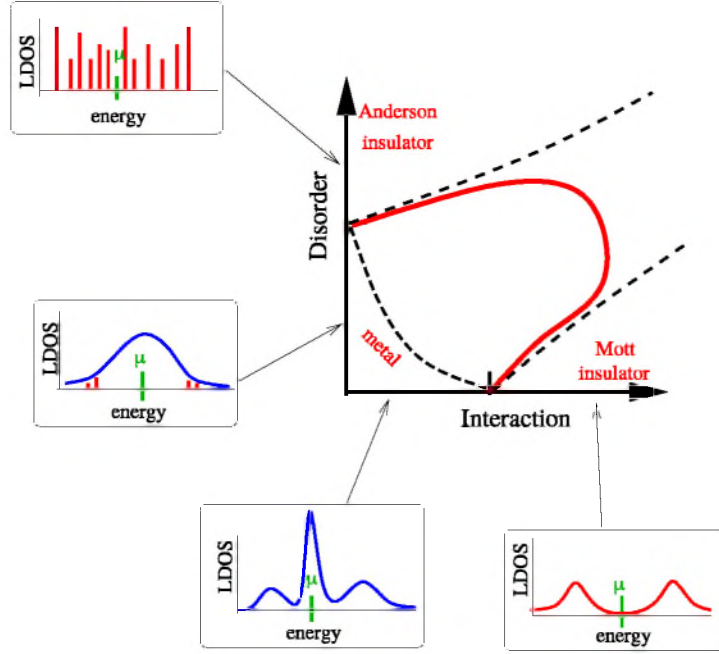 LDOS
μ
energy
Anderson
insulator
Disorder
metal
Mott
insulator
Interaction
LDOS
μ
energy
LDOS
μ
energy
LDOS
μ
energy